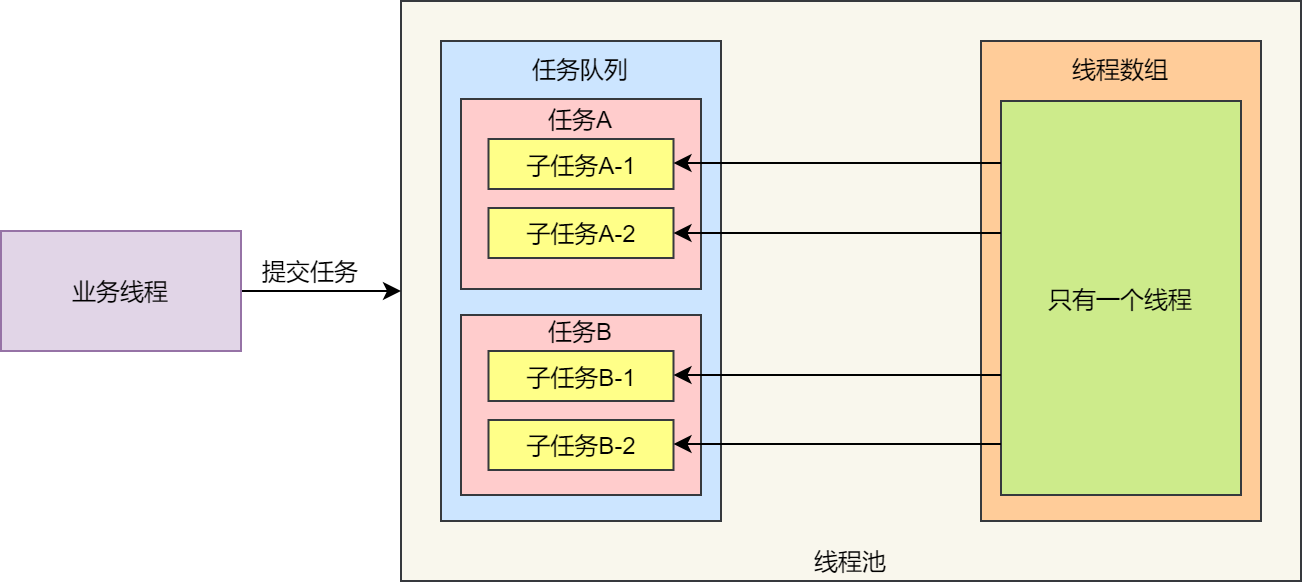 业务线程
提交任务
任务队列
任务A
子任务A-1
子任务A-2
任务B
子任务B-1
子任务B-2
线程数组
只有一个线程
线程池